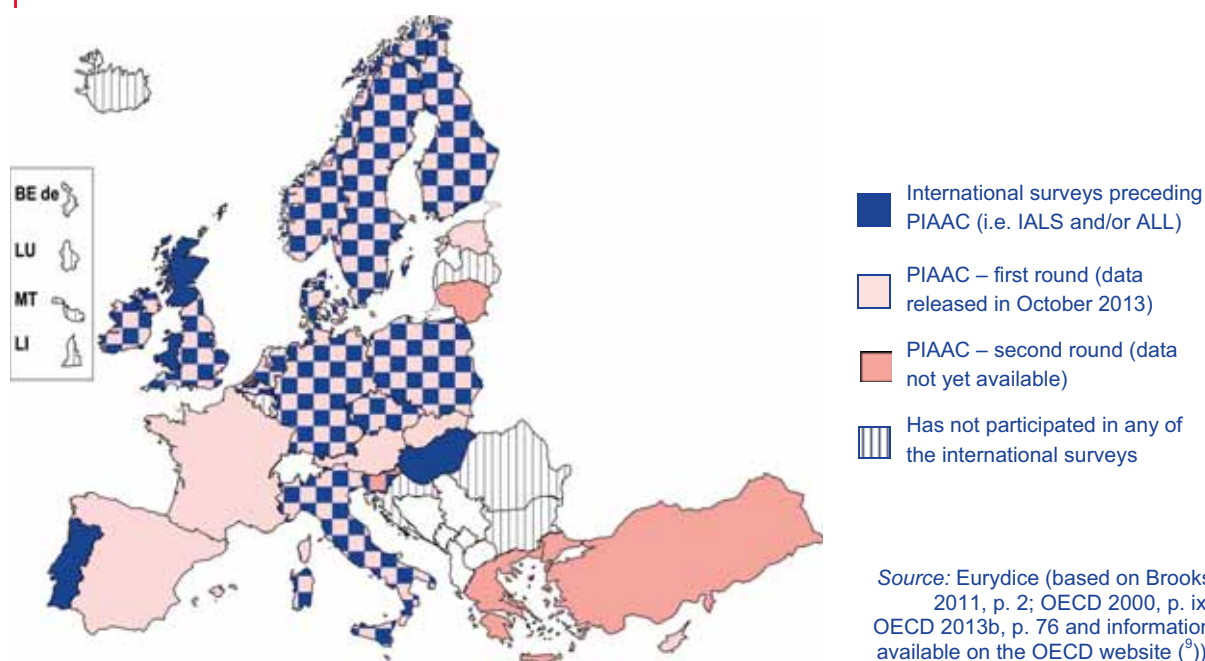 BE de
LU
MT
LI
International surveys preceding
PIAAC (i.e. IALS and/or ALL)
PIAAC – first round (data
released in October 2013)
PIAAC – second round (data
not yet available)
Has not participated in any of
the international surveys
Source: Eurydice (based on Brooks
2011, p. 2; OECD 2000, p. ix
OECD 2013b, p. 76 and information
available on the OECD website (⁹))